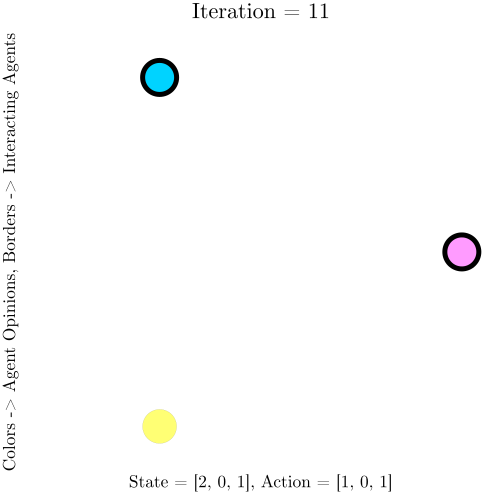 Iteration = 11
Colors -> Agent Opinions, Borders -> Interacting Agents
State = [2, 0, 1], Action = [1, 0, 1]